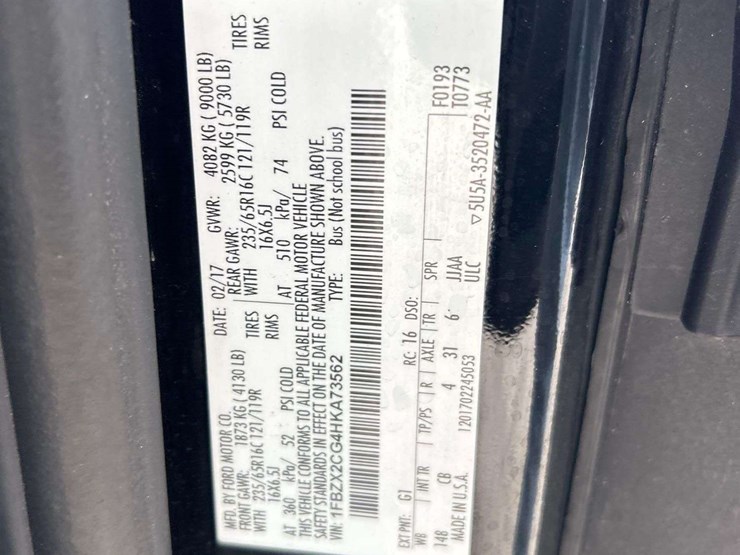 MFD. BY FORD MOTOR CO. DATE: 02/17 GVWR: 4082 KG ( 9000 LB)
FRONT GAWR: 1873 KG ( 4130 LB) REAR GAWR: 2599 KG ( 5730 LB)
WITH 235/65R16C 121/119R TIRES WITH 235/65R16C 121/119R TIRES
16X6.5J RIMS 16X6.5J RIMS
AT 360 kPa/ 52 PSI COLD AT 510 kPa/ 74 PSI COLD
THIS VEHICLE CONFORMS TO ALL APPLICABLE FEDERAL MOTOR VEHICLE
SAFETY STANDARDS IN EFFECT ON THE DATE OF MANUFACTURE SHOWN ABOVE.
VIN: 1FBZX2CG4HKA73562 TYPE: Bus (Not school bus)
EXT PNT: G1 RC: 16 DSO: F0193
WB INT TR TP/PS R AXLE TR SPR T0773
148 CB 4 31 6 JJAA
MADE IN U.S.A. 1201702245053 ULC ▽5U5A-3520472-AA